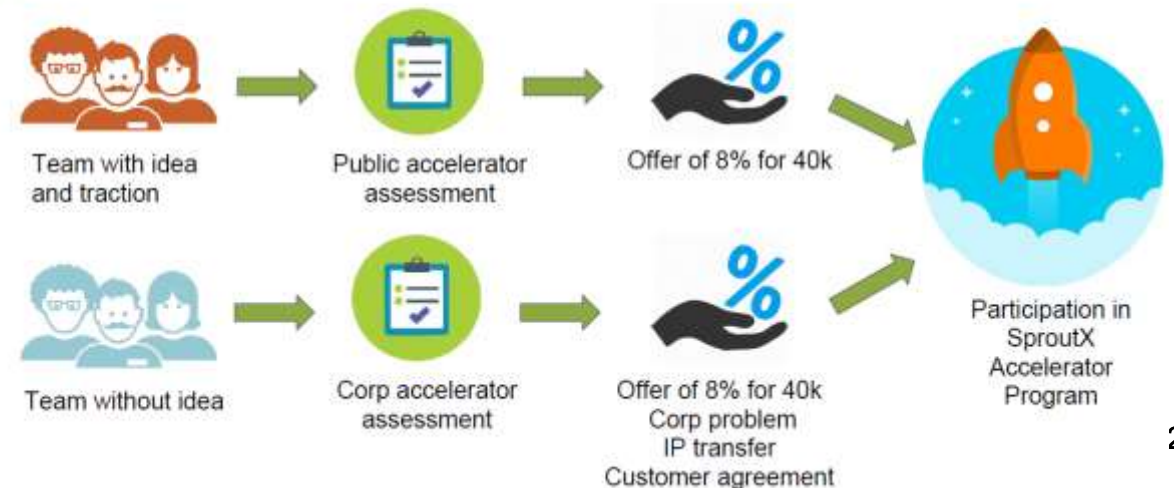 Team with idea
and traction
Public accelerator
assessment
%
Offer of 8% for 40k
Team without idea
Corp accelerator
assessment
%
Offer of 8% for 40k
Corp problem
IP transfer
Customer agreement
Participation in
SproutX
Accelerator
Program
2